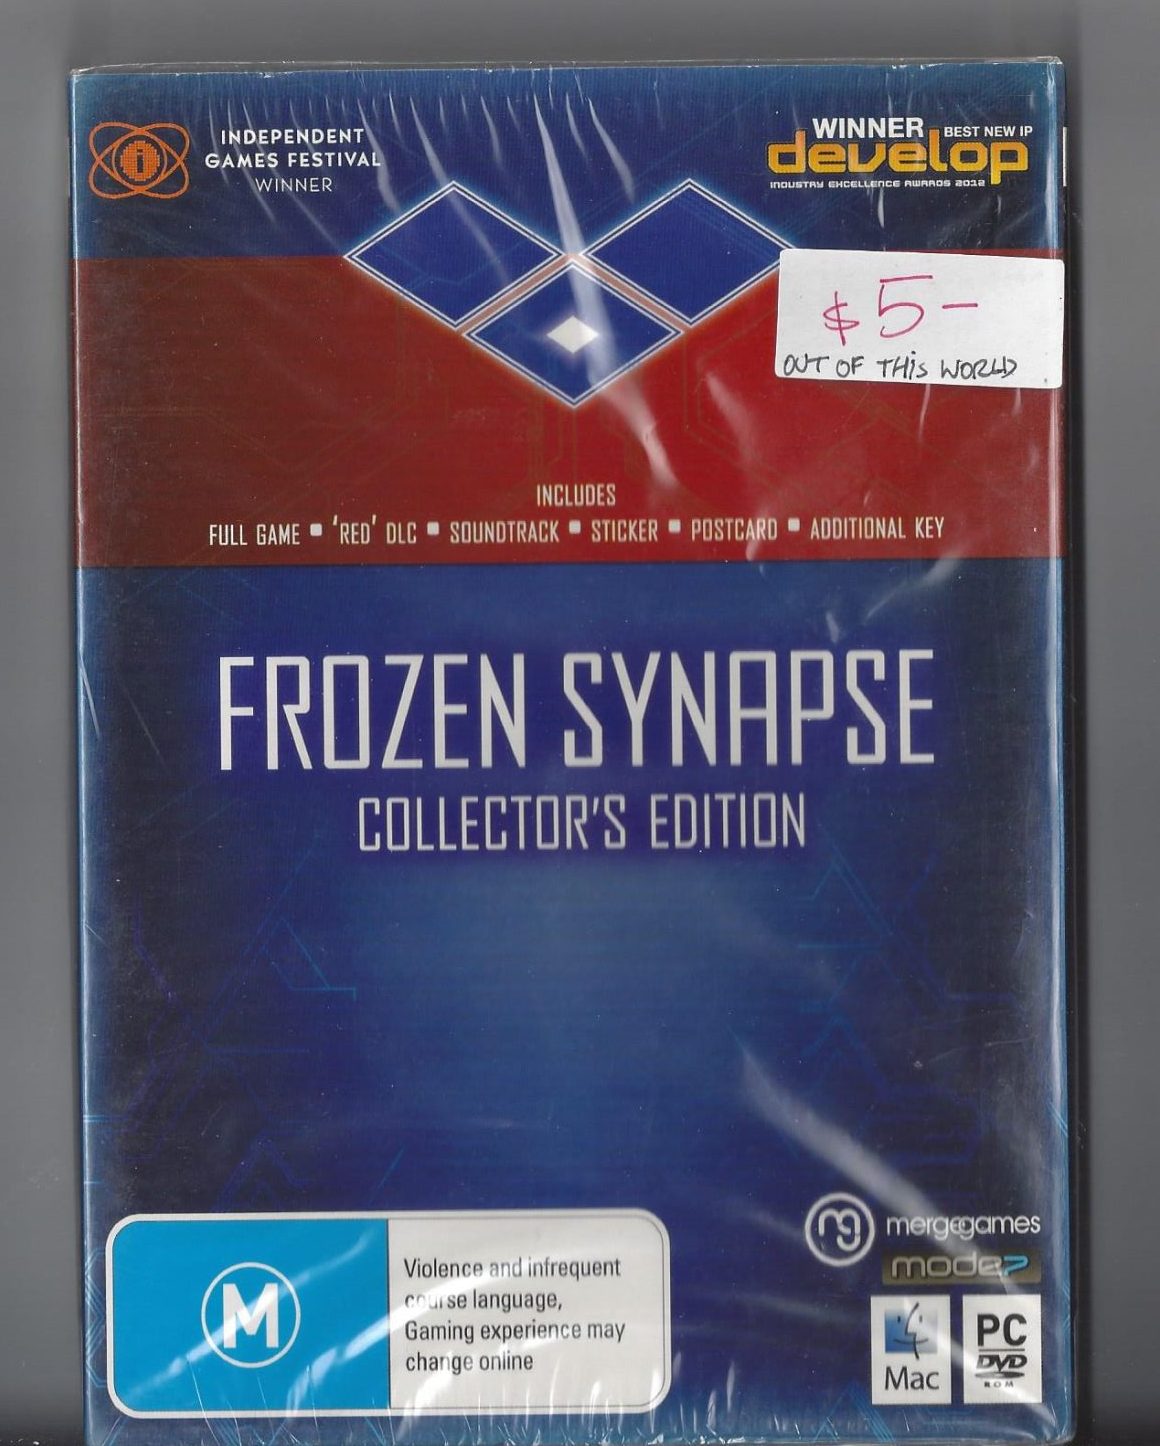 INDEPENDENT
GAMES FESTIVAL
WINNER
WINNER BEST NEW IP
develop
INDUSTRY EXCELLENCE AWARDS 2012
$5-
OUT OF THiS WORLD
INCLUDES
FULL GAME ▪ 'RED' DLC ▪ SOUNDTRACK ▪ STICKER ▪ POSTCARD ▪ ADDITIONAL KEY
FROZEN SYNAPSE
COLLECTOR'S EDITION
mg mergegames
mode7
M
Violence and infrequent
course language,
Gaming experience may
change online
Mac
PC
DVD
ROM